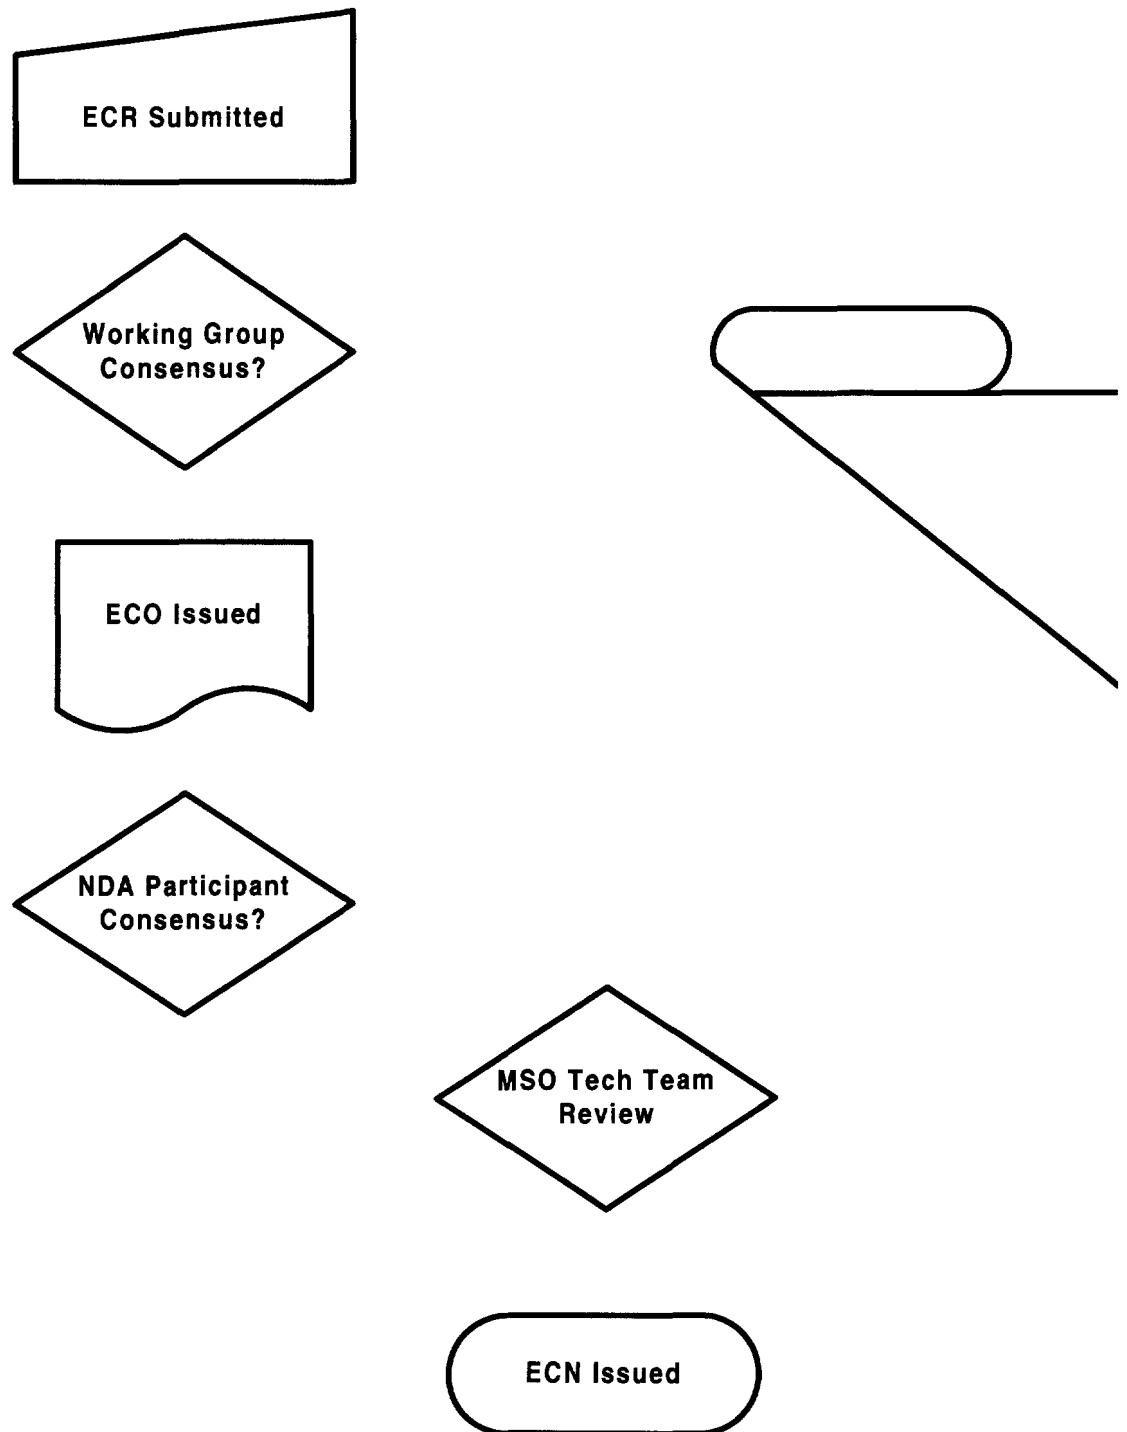 ECR Submitted
Working Group
Consensus?
ECO Issued
NDA Participant
Consensus?
MSO Tech Team
Review
ECN Issued